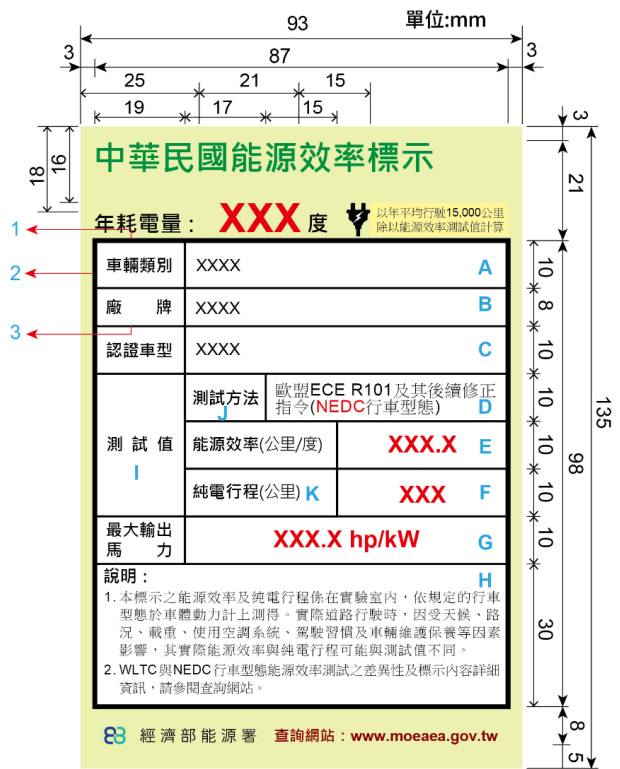 單位:mm
93
3
87
3
25
21
15
19
17
15
3
18
16
21
中華民國能源效率標示
年耗電量：XXX 度
以年平均行駛15,000公里
除以能源效率測試值計算
1
2
3
車輛類別 XXXX A
10
廠 牌 XXXX B
8
認證車型 XXXX C
10
測試方法 J
歐盟ECE R101及其後續修正
指令(NEDC行車型態) D
10
135
98
測試值 I
能源效率(公里/度) XXX.X E
10
純電行程(公里) K XXX F
10
最大輸出
馬 力
XXX.X hp/kW G
10
說明： H
1. 本標示之能源效率及純電行程係在實驗室內，依規定的行車
型態於車體動力計上測得。實際道路行駛時，因受天候、路
況、載重、使用空調系統、駕駛習慣及車輛維護保養等因素
影響，其實際能源效率與純電行程可能與測試值不同。
30
2. WLTC與NEDC行車型態能源效率測試之差異性及標示內容詳細
資訊，請參閱查詢網站。
經濟部能源署 查詢網站：www.moeaea.gov.tw
8
5